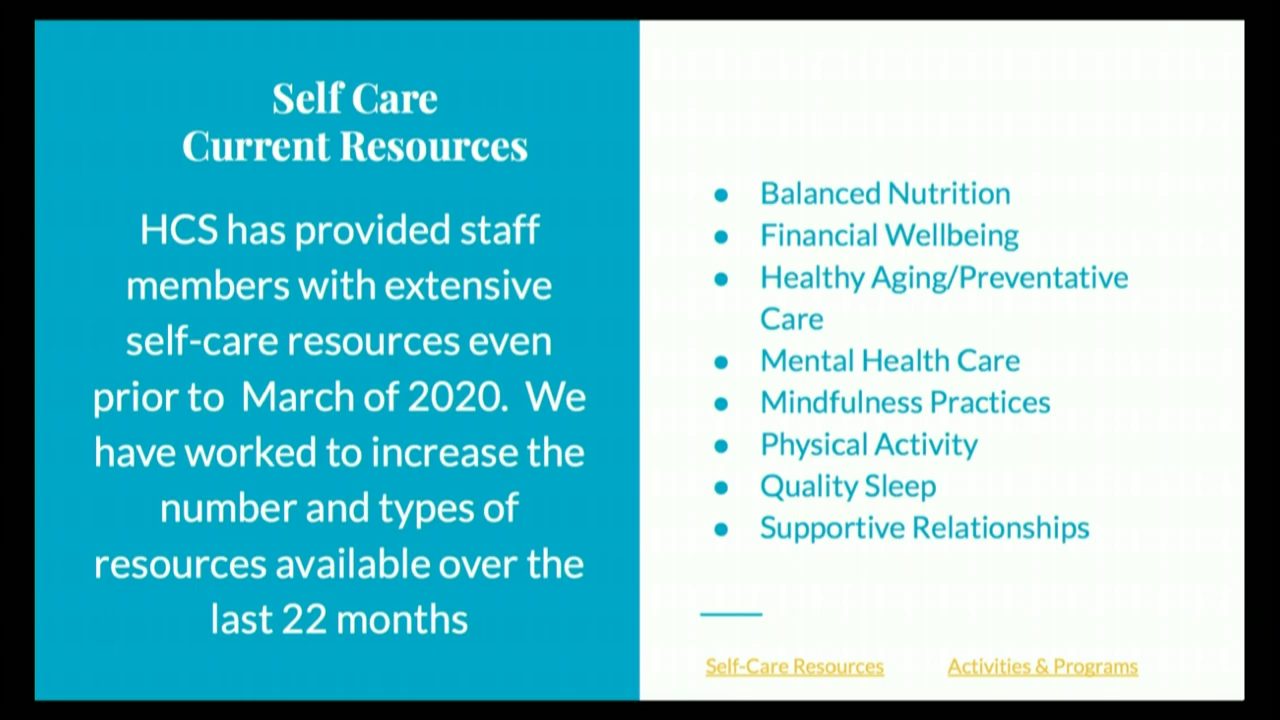 Self Care
Current Resources
HCS has provided staff
members with extensive
self-care resources even
prior to  March of 2020.  We
have worked to increase the
number and types of
resources available over the
last 22 months
● Balanced Nutrition
● Financial Wellbeing
● Healthy Aging/Preventative
Care
● Mental Health Care
● Mindfulness Practices
● Physical Activity
● Quality Sleep
● Supportive Relationships
Self-Care Resources Activities & Programs